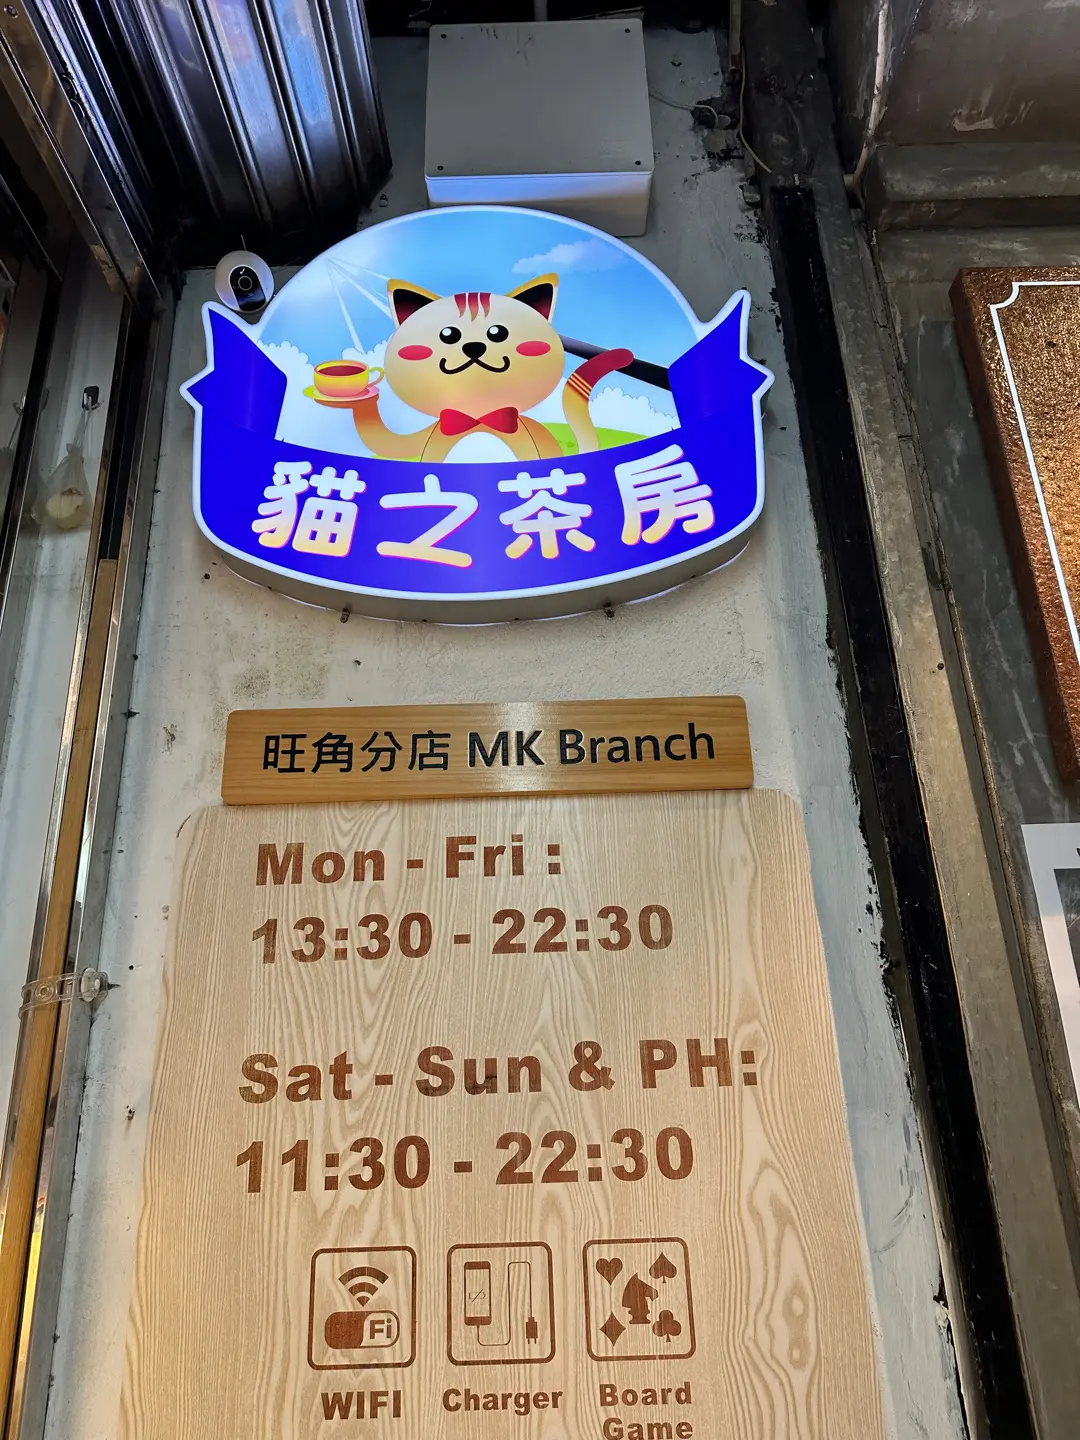 貓之茶房
旺角分店 MK Branch
Mon - Fri :
13:30 - 22:30
Sat - Sun & PH:
11:30 - 22:30
Fi
WIFI
Charger
Board
Game